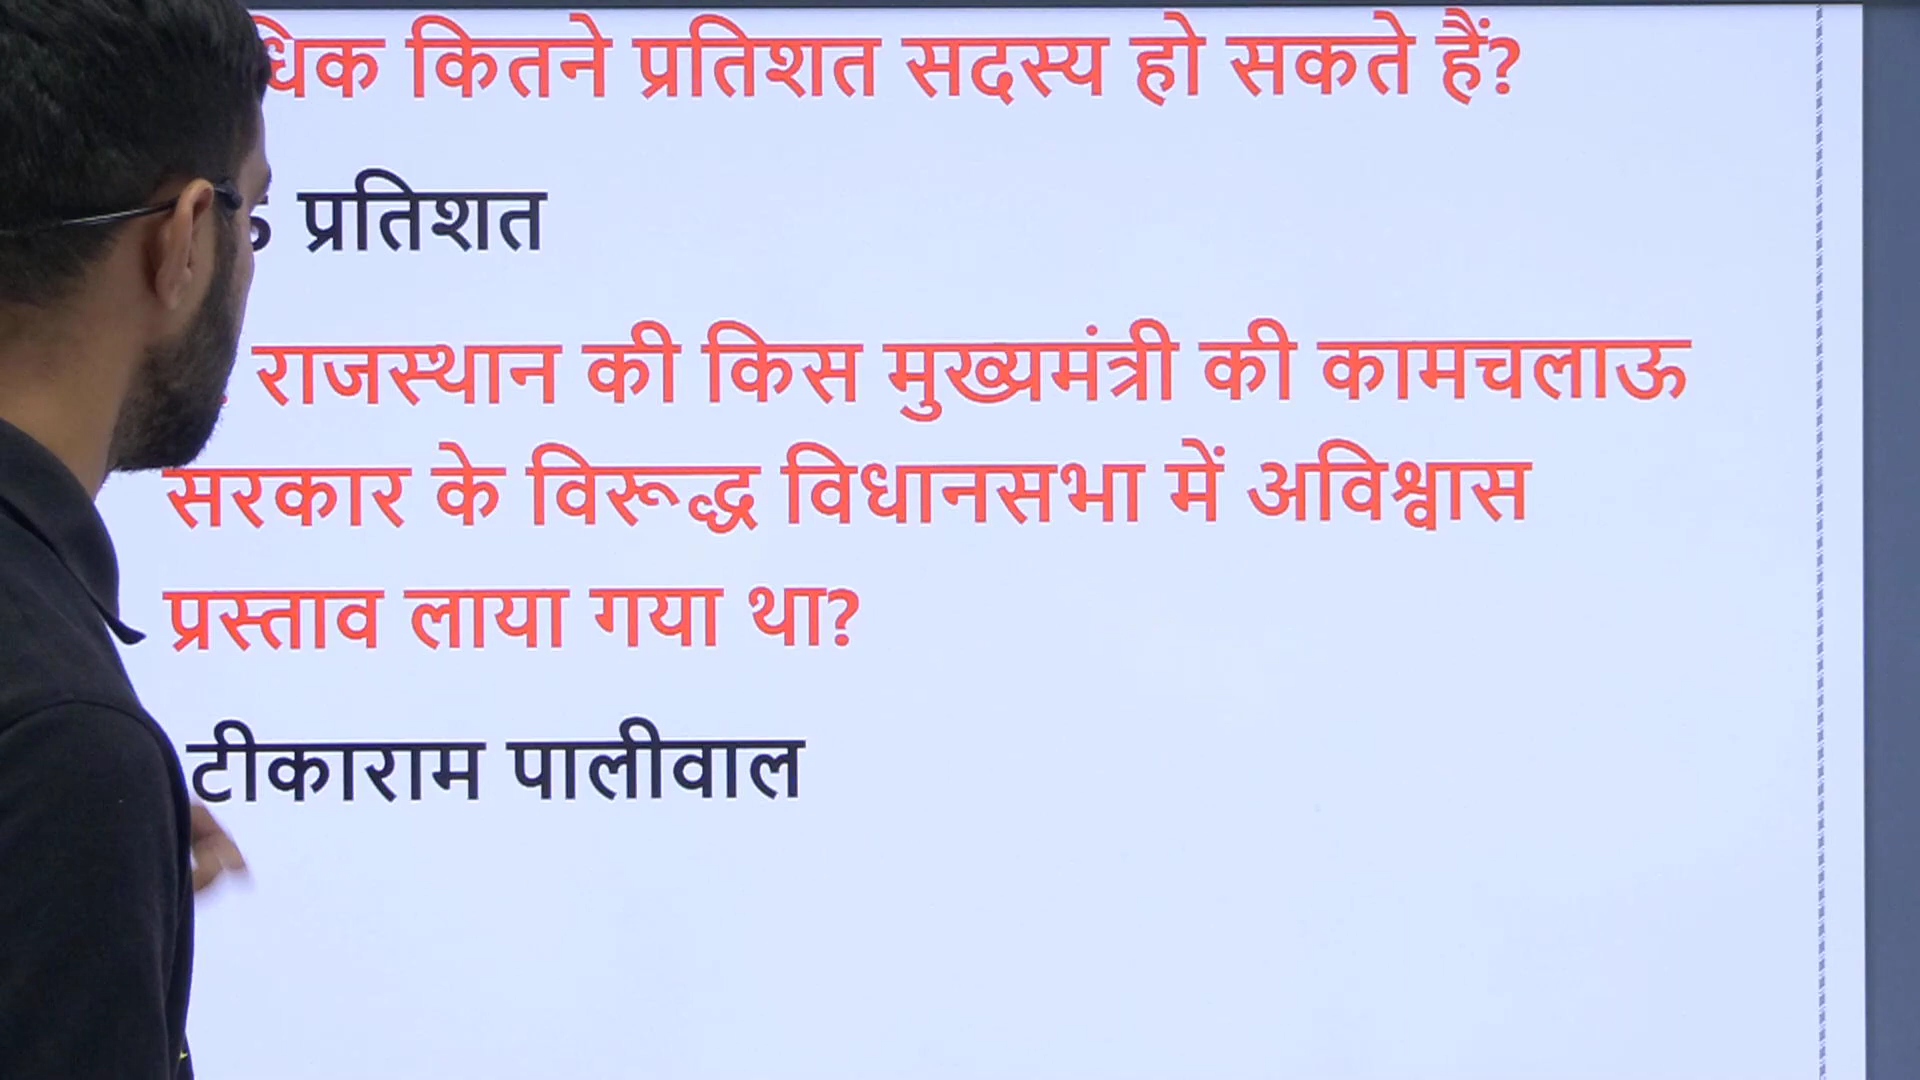 कितने प्रतिशत सदस्य हो सकते हैं?
प्रतिशत
राजस्थान की किस मुख्यमंत्री की कामचलाऊ
सरकार के विरूद्ध विधानसभा में अविश्वास
प्रस्ताव लाया गया था?
टीकाराम पालीवाल